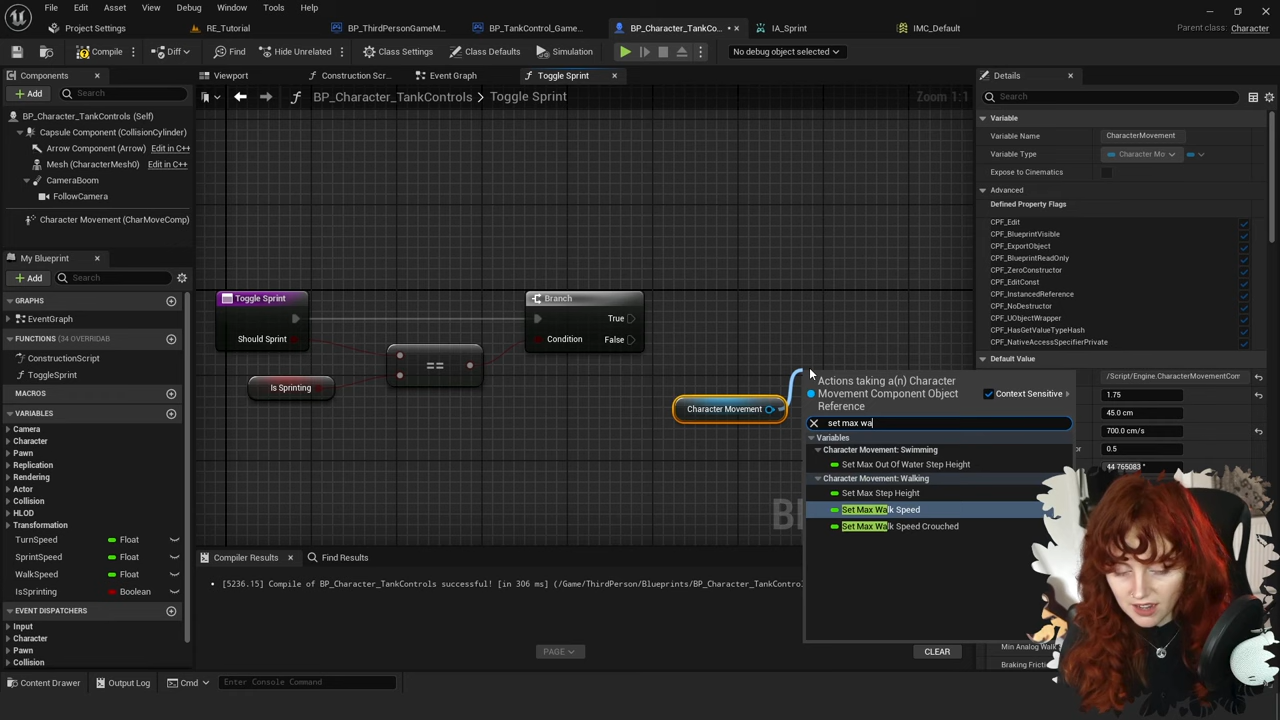 File Edit Asset View Debug Window Tools Help
Project Settings
RE_Tutorial
BP_ThirdPersonGameM...
BP_TankControl_Game...
BP_Character_TankCo...
IA_Sprint
IMC_Default
Parent class: Character
Compile
Diff
Find
Hide Unrelated
Class Settings
Class Defaults
Simulation
No debug object selected
Components
Add
Search
BP_Character_TankControls (Self)
Capsule Component (CollisionCylinder)
Arrow Component (Arrow) Edit in C++
Mesh (CharacterMesh0) Edit in C++
CameraBoom
FollowCamera
Character Movement (CharMoveComp)
My Blueprint
Add
Search
GRAPHS
EventGraph
FUNCTIONS (34 OVERRIDAB
ConstructionScript
ToggleSprint
MACROS
VARIABLES
Camera
Character
Pawn
Replication
Rendering
Actor
Collision
HLOD
Transformation
TurnSpeed Float
SprintSpeed Float
WalkSpeed Float
IsSprinting Boolean
EVENT DISPATCHERS
Input
Character
Pawn
Collision
Viewport
Construction Scr...
Event Graph
Toggle Sprint
BP_Character_TankControls > Toggle Sprint
Zoom 1:1
Toggle Sprint
Should Sprint
Is Sprinting
==
Branch
True
Condition
False
Character Movement
Actions taking a(n) Character
Movement Component Object
Reference
Context Sensitive
set max wa
Variables
Character Movement: Swimming
Set Max Out Of Water Step Height
Character Movement: Walking
Set Max Step Height
Set Max Walk Speed
Set Max Walk Speed Crouched
Compiler Results
Find Results
[5236.15] Compile of BP_Character_TankControls successful! [in 306 ms] (/Game/ThirdPerson/Blueprints/BP_Character_TankContro
PAGE
CLEAR
Details
Search
Variable
Variable Name CharacterMovement
Variable Type Character Mo
Expose to Cinematics
Advanced
Defined Property Flags
CPF_Edit
CPF_BlueprintVisible
CPF_ExportObject
CPF_BlueprintReadOnly
CPF_ZeroConstructor
CPF_EditConst
CPF_InstancedReference
CPF_NoDestructor
CPF_UObjectWrapper
CPF_HasGetValueTypeHash
CPF_NativeAccessSpecifierPrivate
Default Value
/Script/Engine.CharacterMovementCom
1.75
45.0 cm
700.0 cm/s
0.5
44.765083 °
Min Analog Walk
Braking Friction
Content Drawer
Output Log
Cmd
Enter Console Command